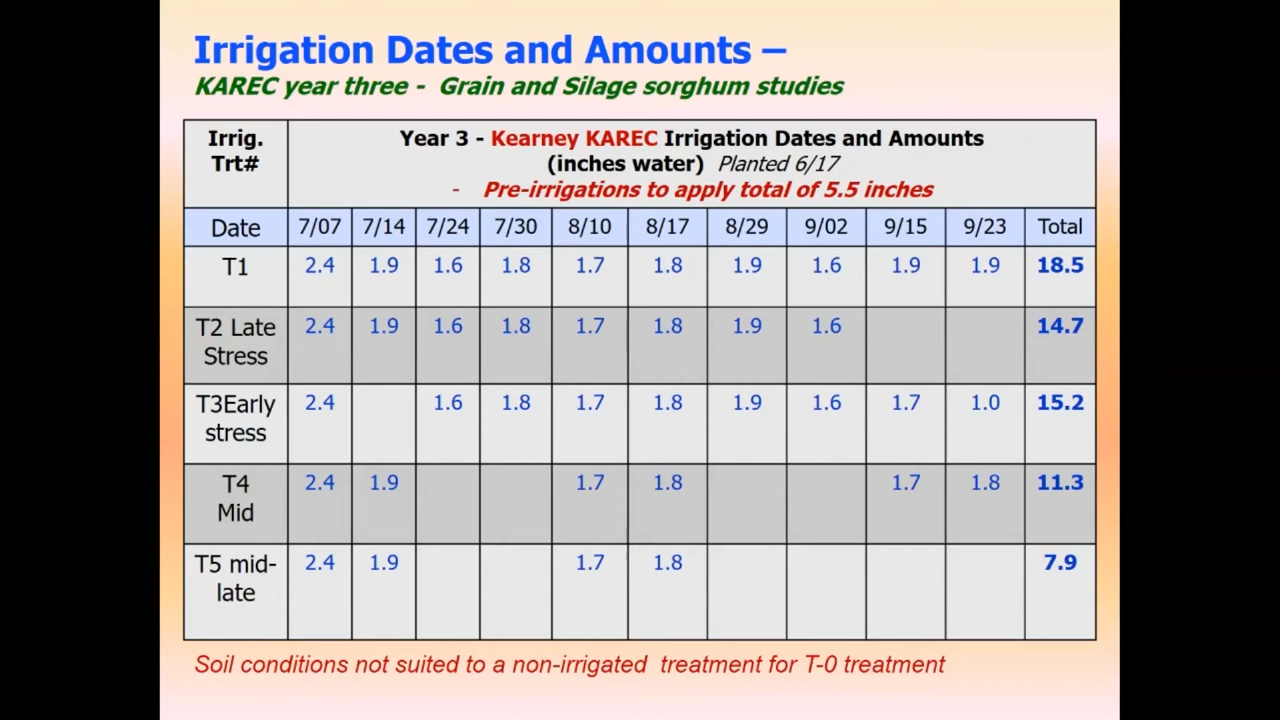 Irrigation Dates and Amounts –
KAREC year three - Grain and Silage sorghum studies
Irrig. Trt# Year 3 - Kearney KAREC Irrigation Dates and Amounts
(inches water) Planted 6/17
- Pre-irrigations to apply total of 5.5 inches
Date 7/07 7/14 7/24 7/30 8/10 8/17 8/29 9/02 9/15 9/23 Total
T1 2.4 1.9 1.6 1.8 1.7 1.8 1.9 1.6 1.9 1.9 18.5
T2 Late 2.4 1.9 1.6 1.8 1.7 1.8 1.9 1.6 14.7
Stress
T3Early 2.4 1.6 1.8 1.7 1.8 1.9 1.6 1.7 1.0 15.2
stress
T4 2.4 1.9 1.7 1.8 1.7 1.8 11.3
Mid
T5 mid- 2.4 1.9 1.7 1.8 7.9
late
Soil conditions not suited to a non-irrigated treatment for T-0 treatment